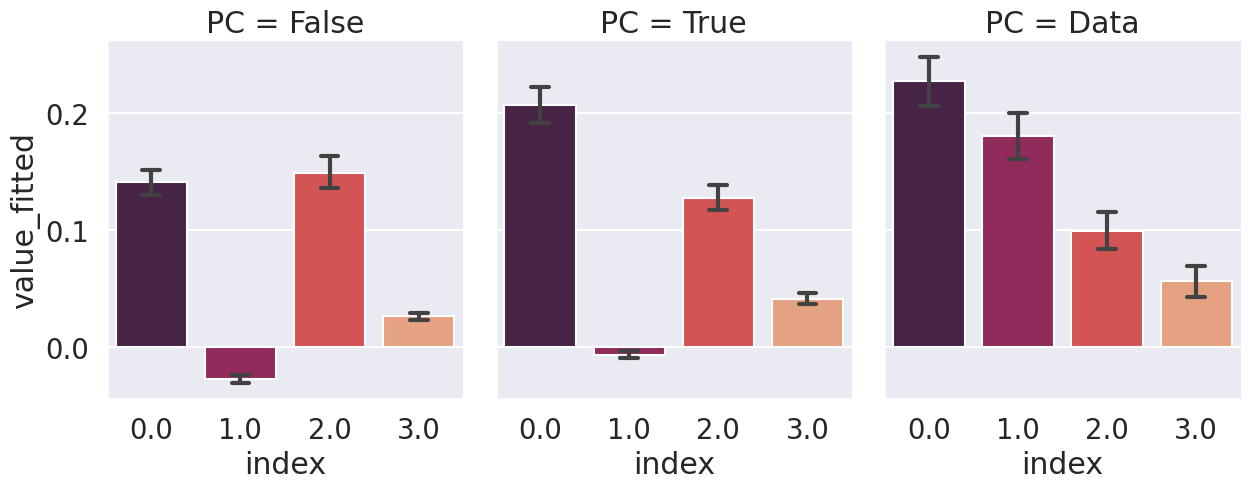 PC = False
PC = True
PC = Data
value_fitted
0.2
0.1
0.0
0.0 1.0 2.0 3.0
0.0 1.0 2.0 3.0
0.0 1.0 2.0 3.0
index
index
index